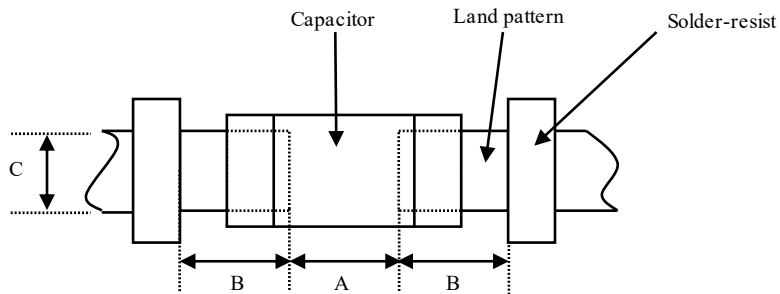 Capacitor
Land pattern
Solder-resist
C
B
A
B